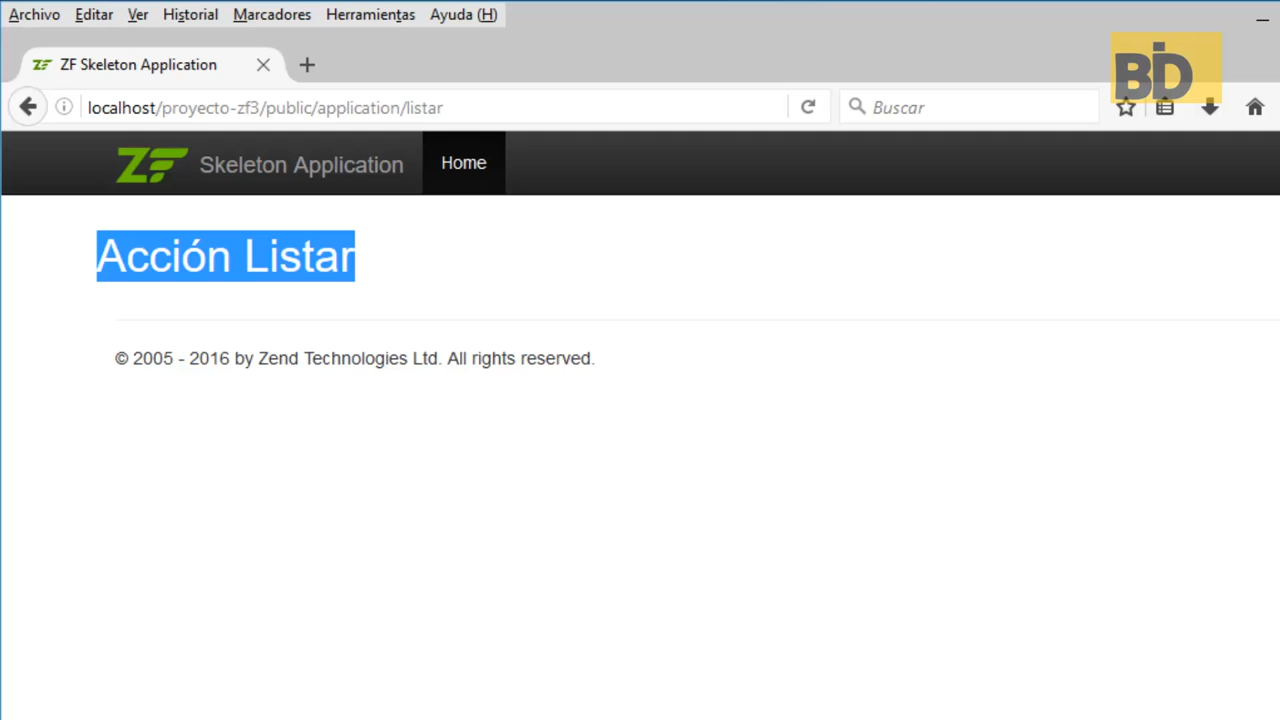 Archivo Editar Ver Historial Marcadores Herramientas Ayuda (H)
ZF Skeleton Application
BiD
localhost/proyecto-zf3/public/application/listar
Buscar
ZF Skeleton Application Home
Acción Listar
© 2005 - 2016 by Zend Technologies Ltd. All rights reserved.